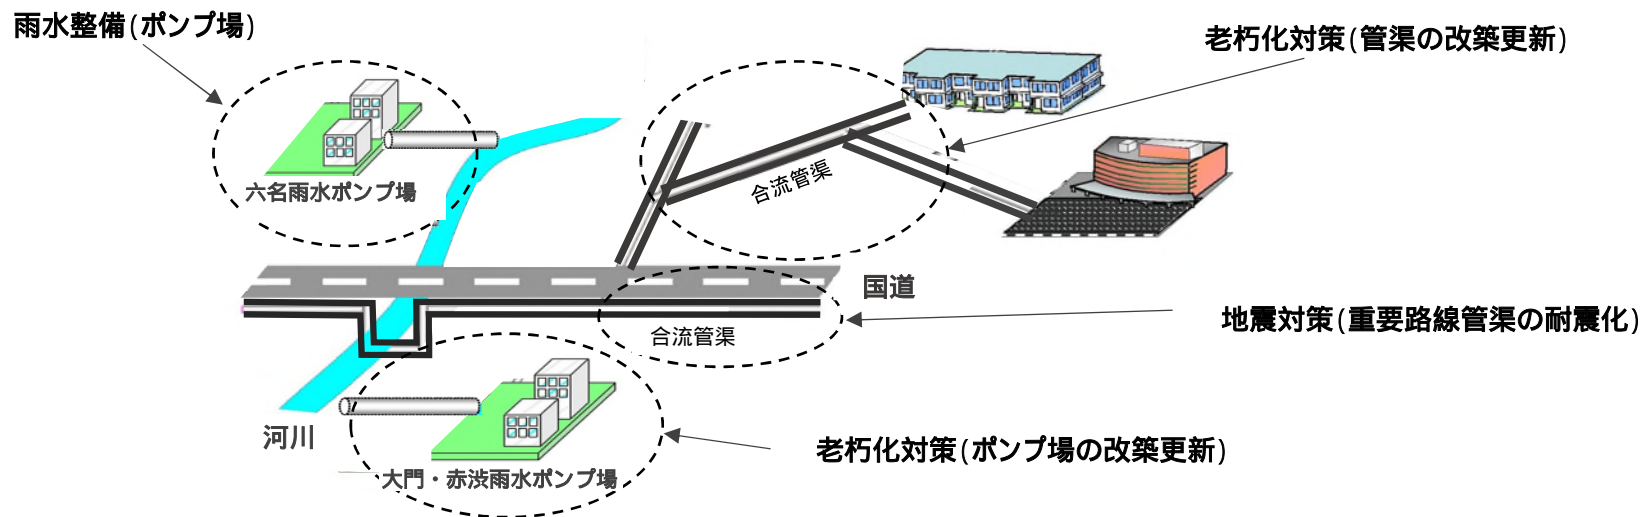 雨水整備(ポンプ場)
老朽化対策(管渠の改築更新)
六名雨水ポンプ場
合流管渠
国道
地震対策(重要路線管渠の耐震化)
合流管渠
河川
老朽化対策(ポンプ場の改築更新)
大門・赤渋雨水ポンプ場